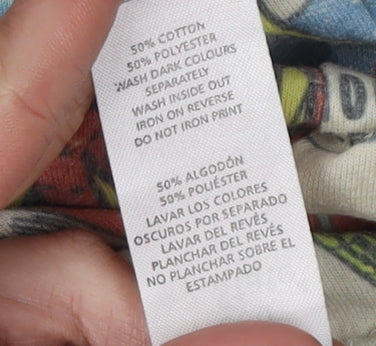 50% COTTON
50% POLYESTER
WASH DARK COLOURS
SEPARATELY
WASH INSIDE OUT
IRON ON REVERSE
DO NOT IRON PRINT
50% ALGODÓN
50% POLIÉSTER
LAVAR LOS COLORES
OSCUROS POR SEPARADO
LAVAR DEL REVÉS
PLANCHAR DEL REVÉS
NO PLANCHAR SOBRE EL
ESTAMPADO